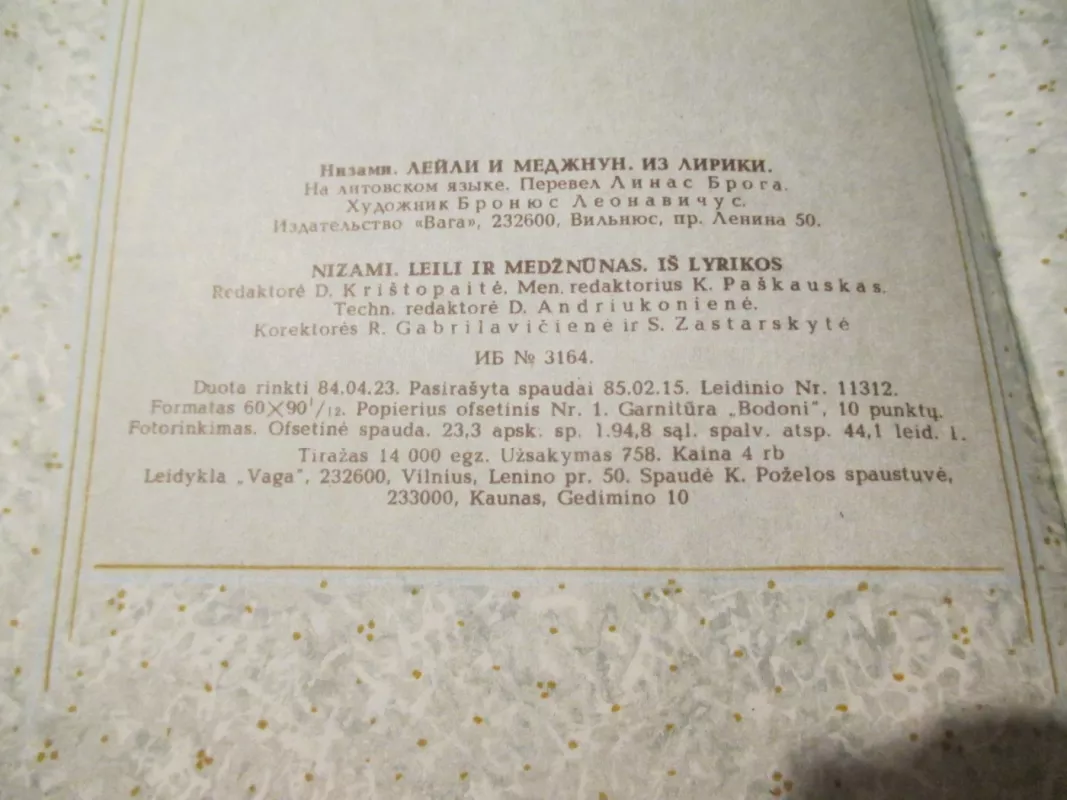 Низами. ЛЕЙЛИ И МЕДЖНУН. ИЗ ЛИРИКИ.
На литовском языке. Перевел Линас Брога.
Художник Бронюс Леонавичус.
Издательство «Вага», 232600, Вильнюс, пр. Ленина 50.
NIZAMI. LEILI IR MEDŽNŪNAS. IŠ LYRIKOS
Redaktorė D. Krištopaitė. Men. redaktorius K. Paškauskas.
Techn. redaktorė D. Andriukonienė.
Korektorės R. Gabrilavičienė ir S. Zastarskytė
ИБ № 3164.
Duota rinkti 84.04.23. Pasirašyta spaudai 85.02.15. Leidinio Nr. 11312.
Formatas 60×90 1/12. Popierius ofsetinis Nr. 1. Garnitūra „Bodoni", 10 punktų.
Fotorinkimas. Ofsetinė spauda. 23,3 apsk. sp. l. 94,8 sąl. spalv. atsp. 44,1 leid. l.
Tiražas 14 000 egz. Užsakymas 758. Kaina 4 rb
Leidykla „Vaga", 232600, Vilnius, Lenino pr. 50. Spaudė K. Poželos spaustuvė,
233000, Kaunas, Gedimino 10